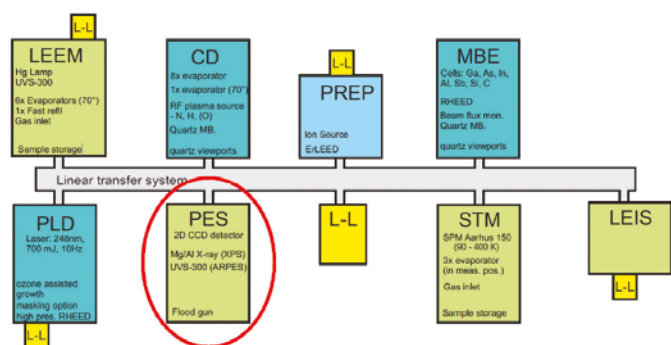 L-L
LEEM
Hg Lamp
UVS-300
6x Evaporators (70°)
1x Fast refil
Gas inlet
Sample storage
CD
8x evaporator
1x evaporator (70°)
RF plasma source
- N, H, (O)
Quartz MB.
quartz viewports
L-L
PREP
Ion Source
E/LEED
MBE
Cells: Ga, As, In,
Al, Sb, Si, C
RHEED
Beam flux mon.
Quartz MB.
quartz viewports
Linear transfer system
PLD
Laser: 248nm,
700 mJ, 10Hz
ozone assisted
growth
masking option
high pres. RHEED
L-L
PES
2D CCD detector
Mg/Al X-ray (XPS)
UVS-300 (ARPES)
Flood gun
L-L
STM
SPM Aarhus 150
(90 - 400 K)
3x evaporator
(in meas. pos.)
Gas inlet
Sample storage
LEIS
L-L